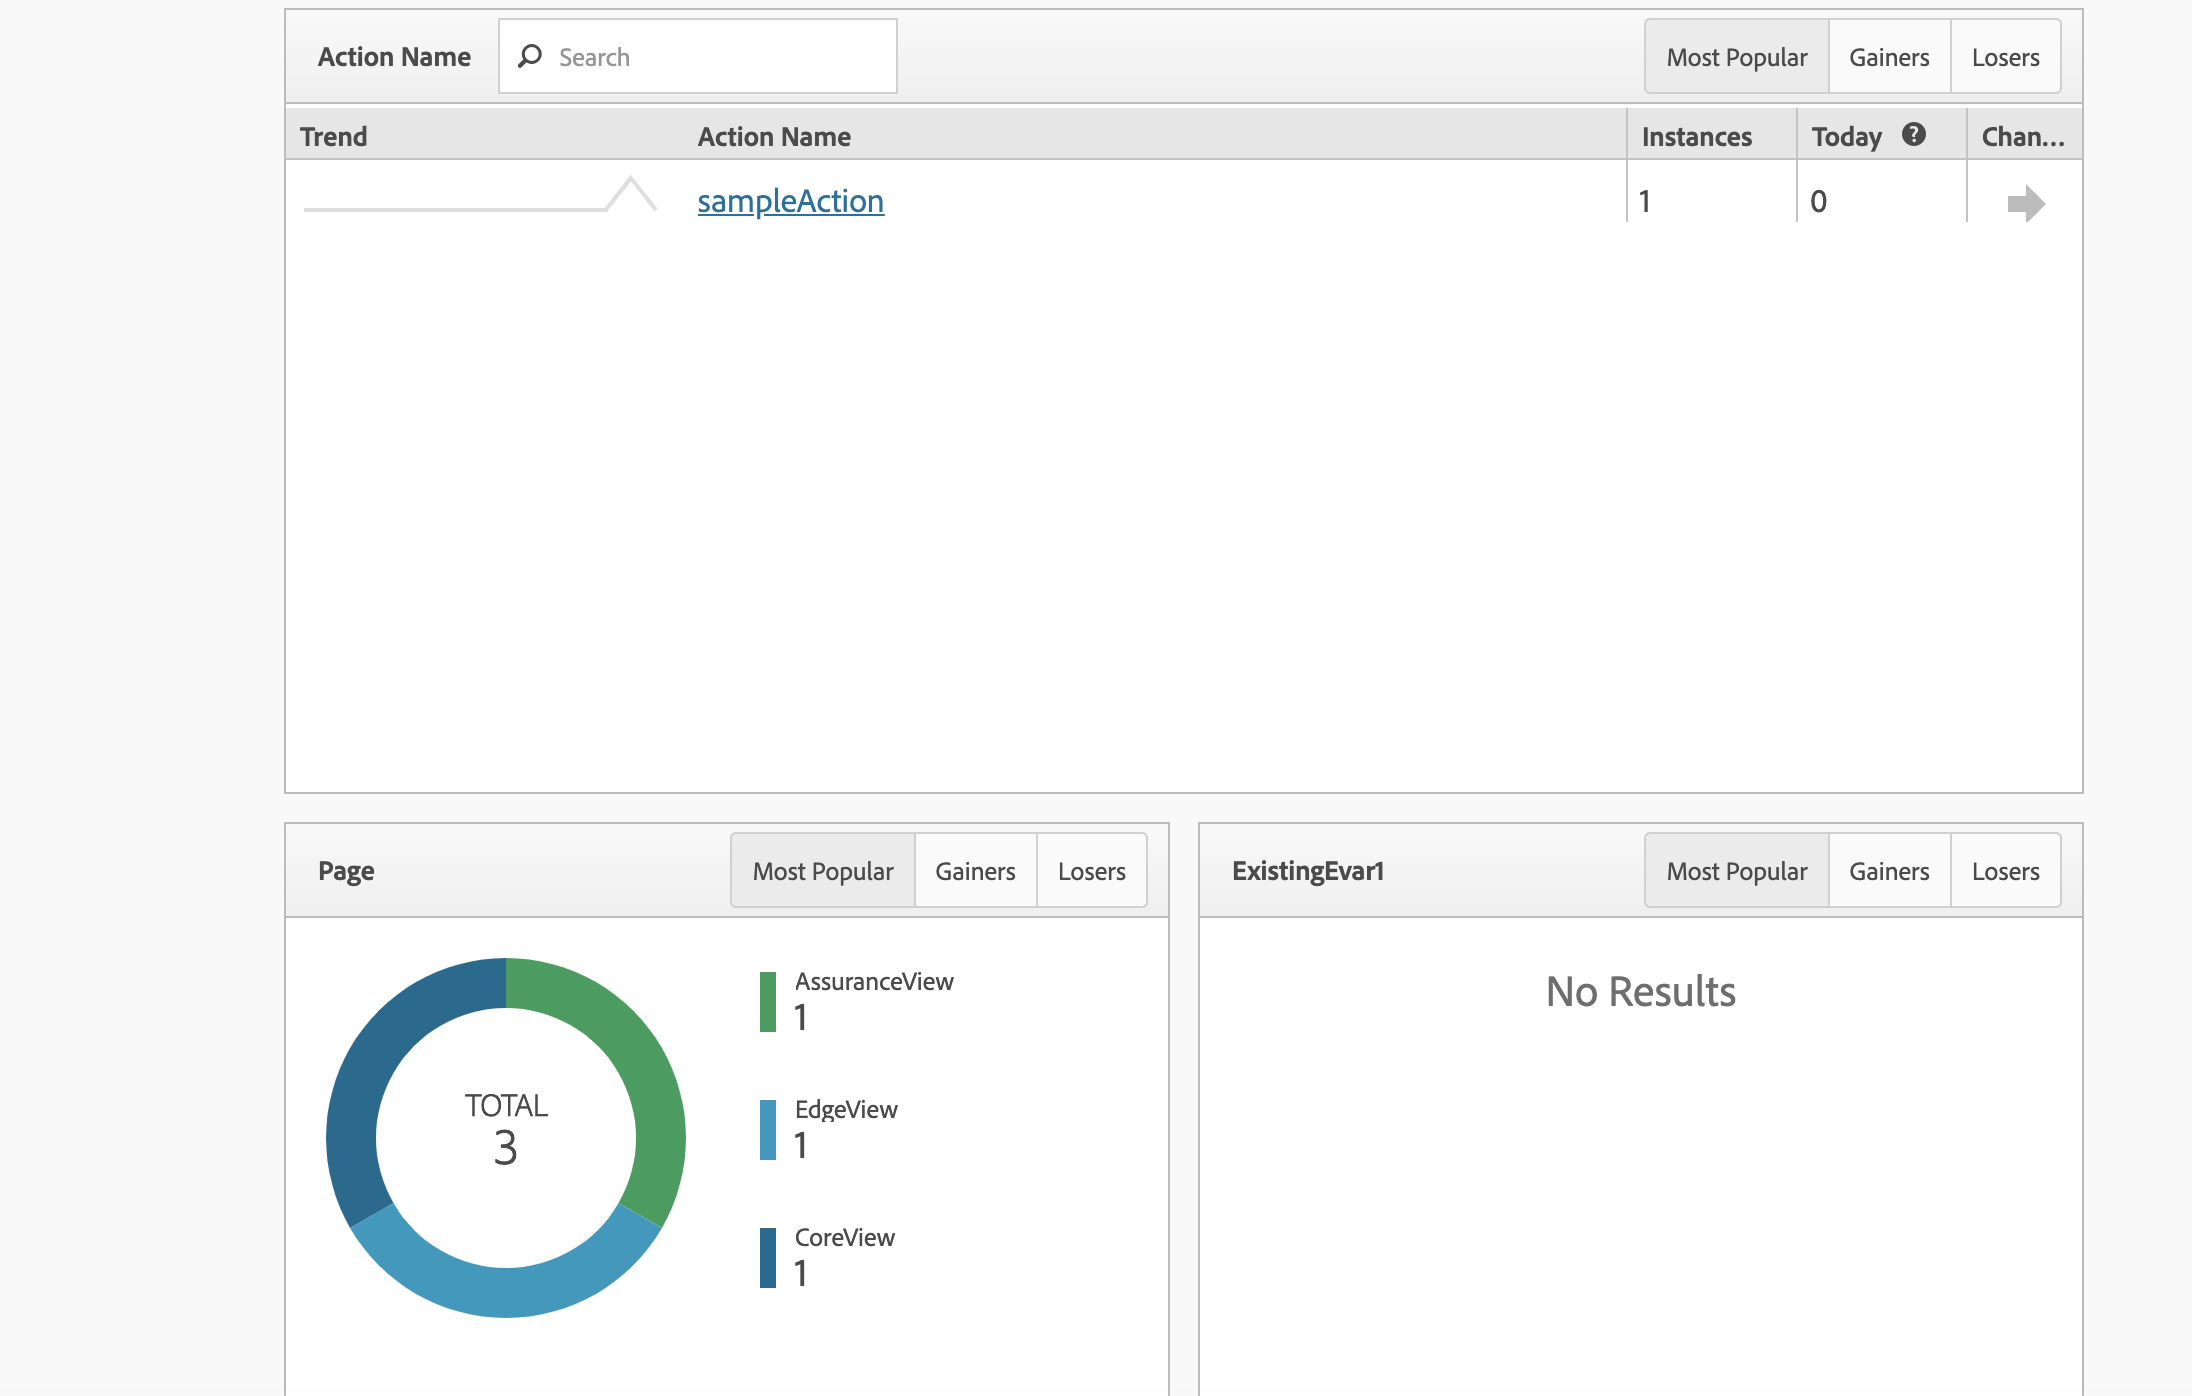 Action Name
Search
Most Popular Gainers Losers
Trend Action Name Instances Today ? Chan...
sampleAction 1 0
Page Most Popular Gainers Losers
TOTAL
3
AssuranceView
1
EdgeView
1
CoreView
1
ExistingEvar1 Most Popular Gainers Losers
No Results